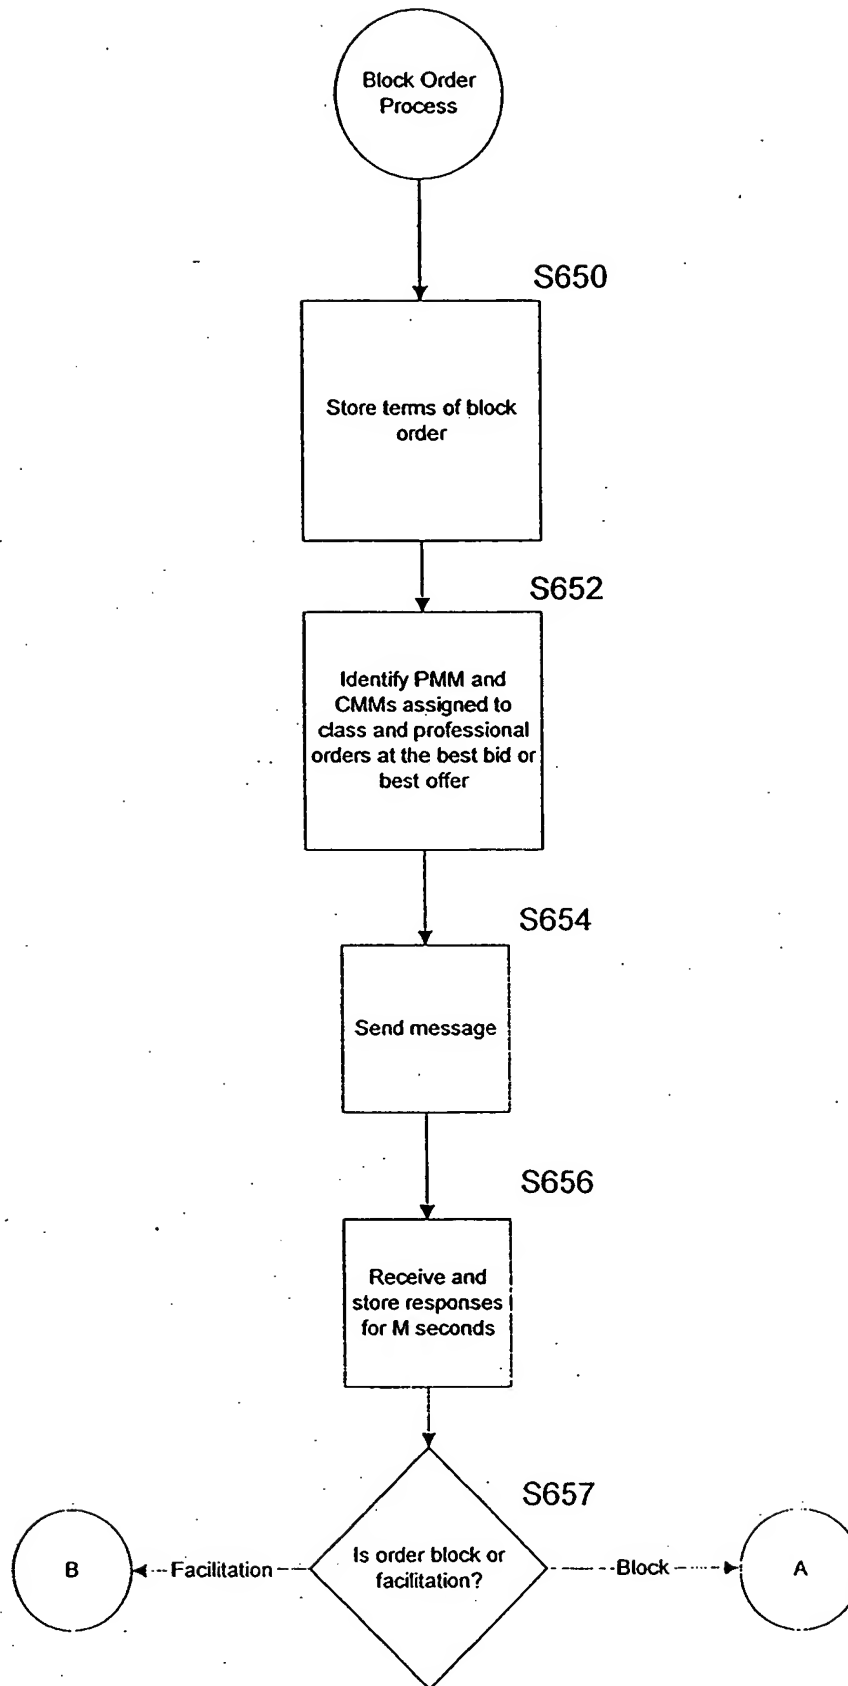 Block Order
Process
S650
Store terms of block
order
S652
Identify PMM and
CMMs assigned to
class and professional
orders at the best bid or
best offer
S654
Send message
S656
Receive and
store responses
for M seconds
S657
Is order block or
facilitation?
B
Facilitation
Block
A